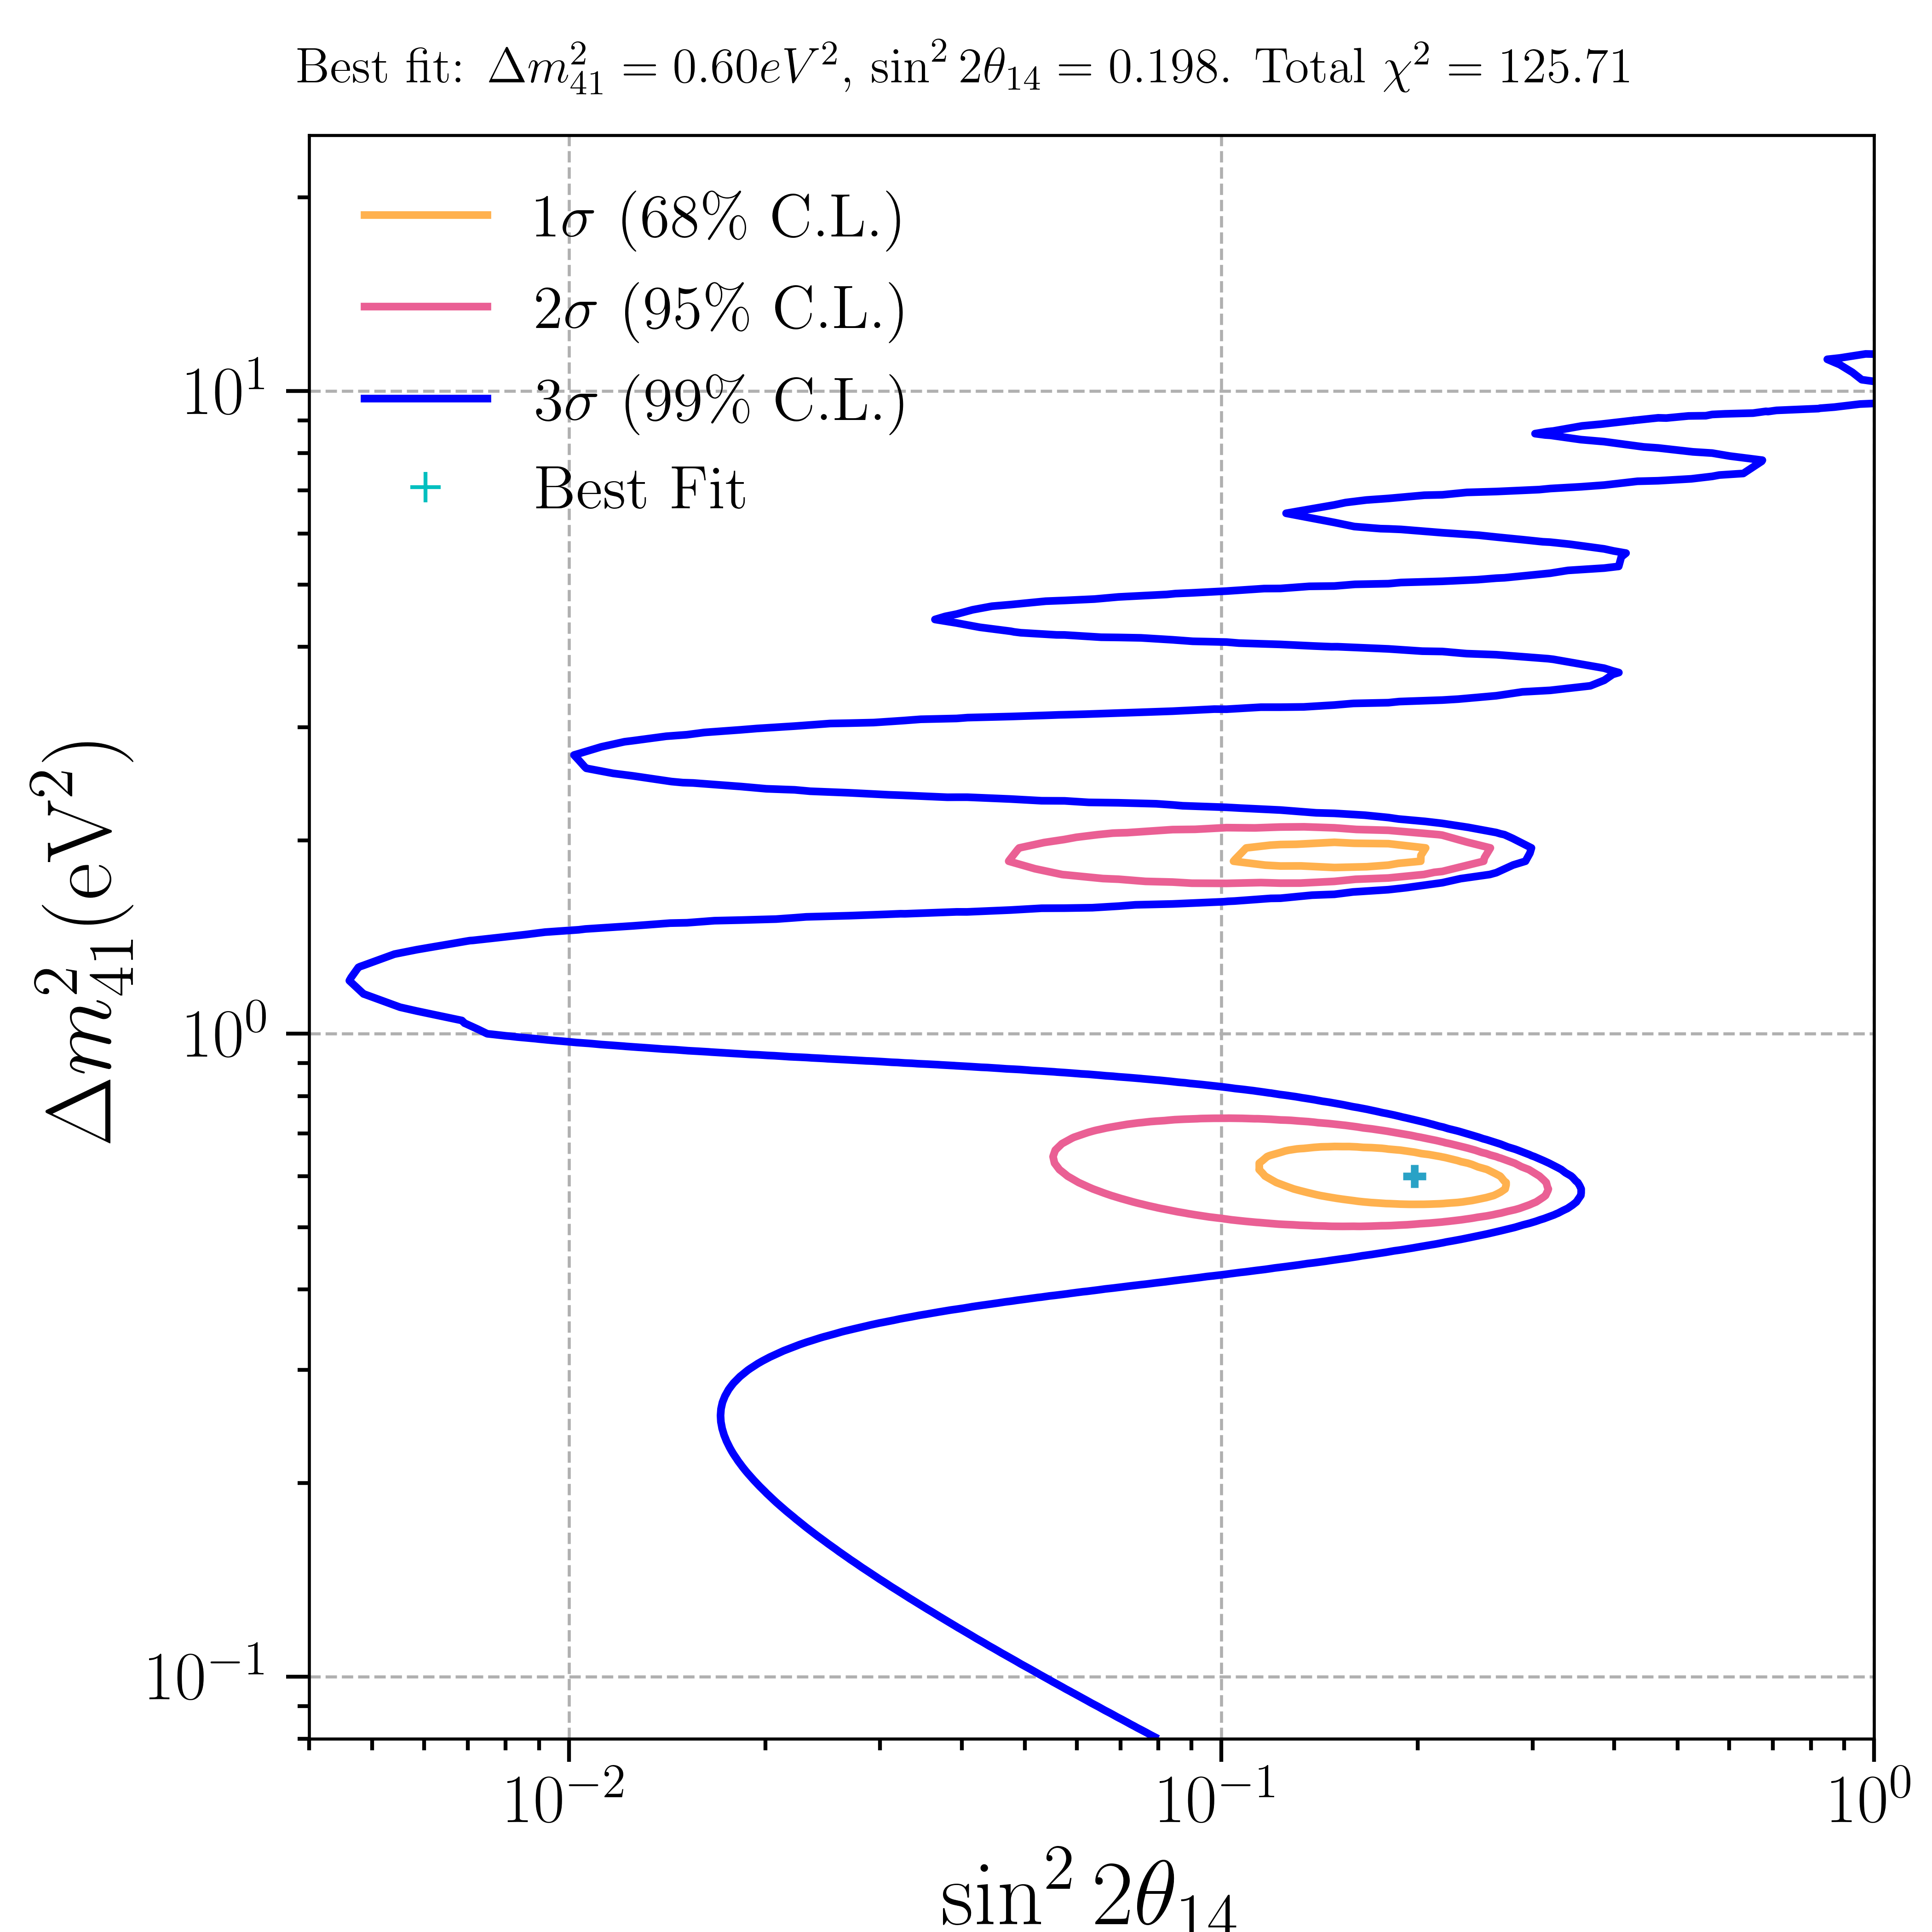 Best fit: Δm²₄₁ = 0.60eV², sin² 2θ₁₄ = 0.198. Total χ² = 125.71
1σ (68% C.L.)
2σ (95% C.L.)
3σ (99% C.L.)
Best Fit
10¹
10⁰
10⁻¹
Δm²₄₁(eV²)
10⁻²
10⁻¹
10⁰
sin² 2θ₁₄